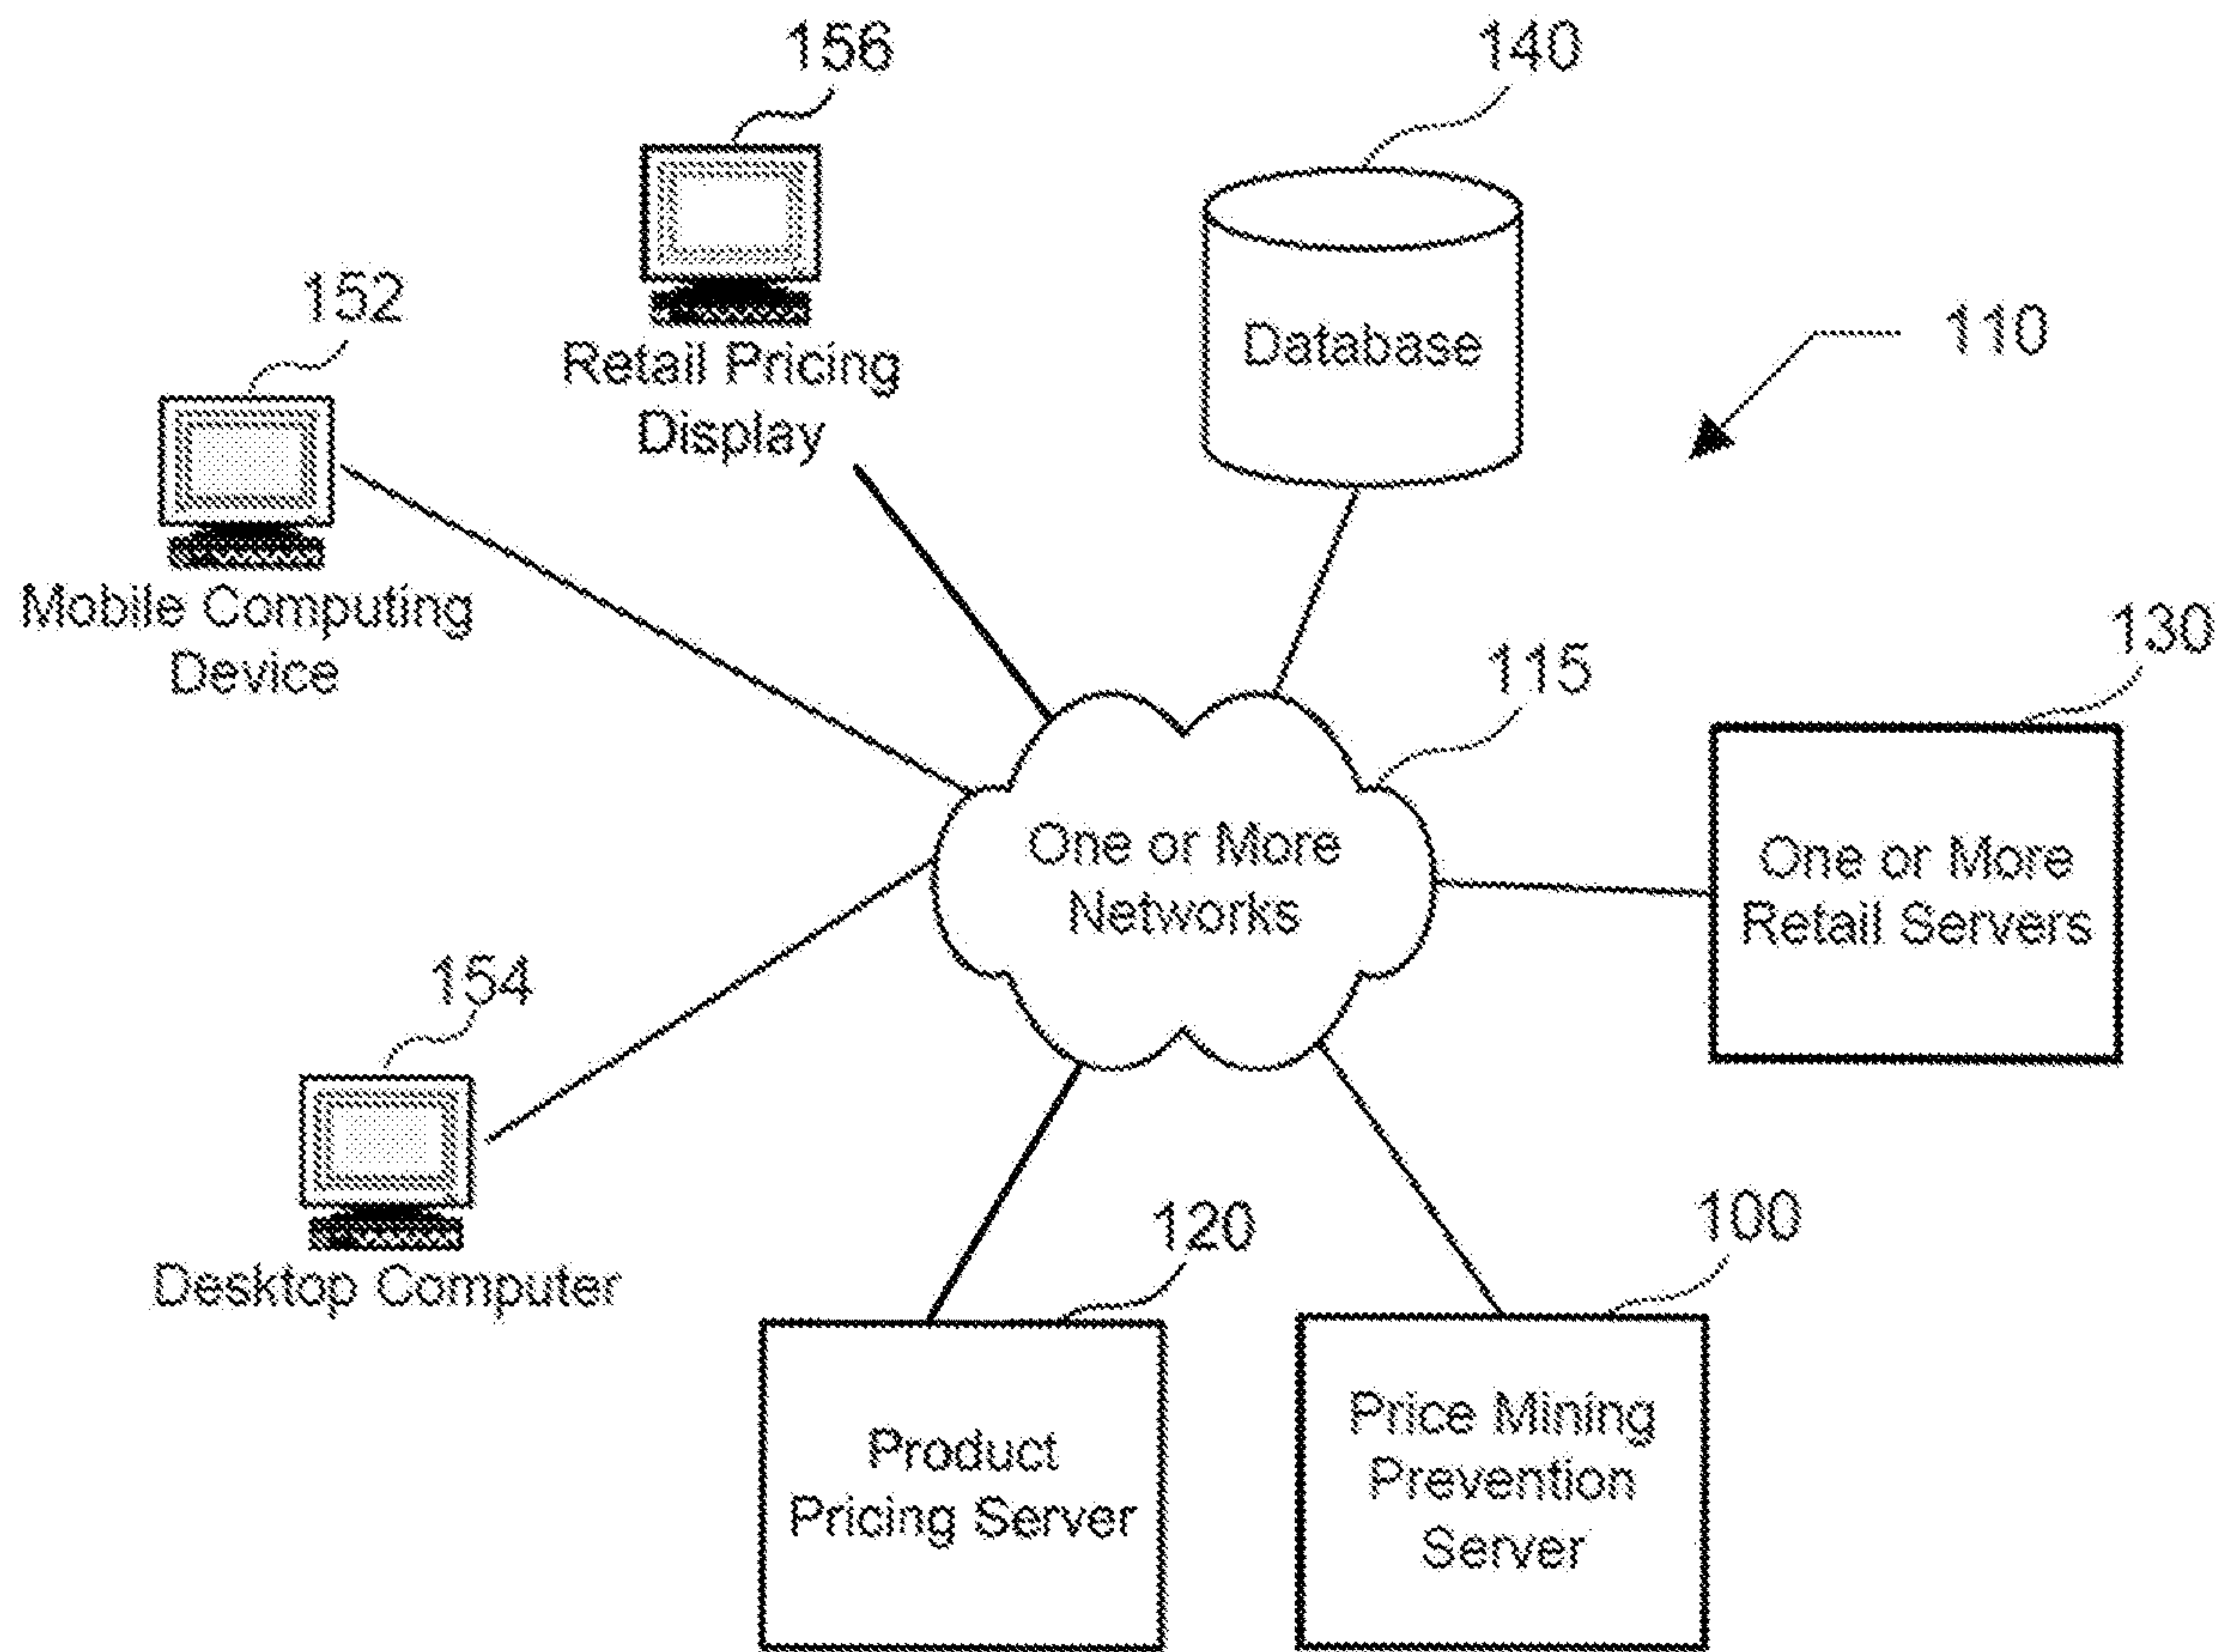 156
140
152
Retail Pricing
Display
Database
110
Mobile Computing
Device
115
130
One or More
Networks
One or More
Retail Servers
154
Desktop Computer
120
100
Product
Pricing Server
Price Mining
Prevention
Server